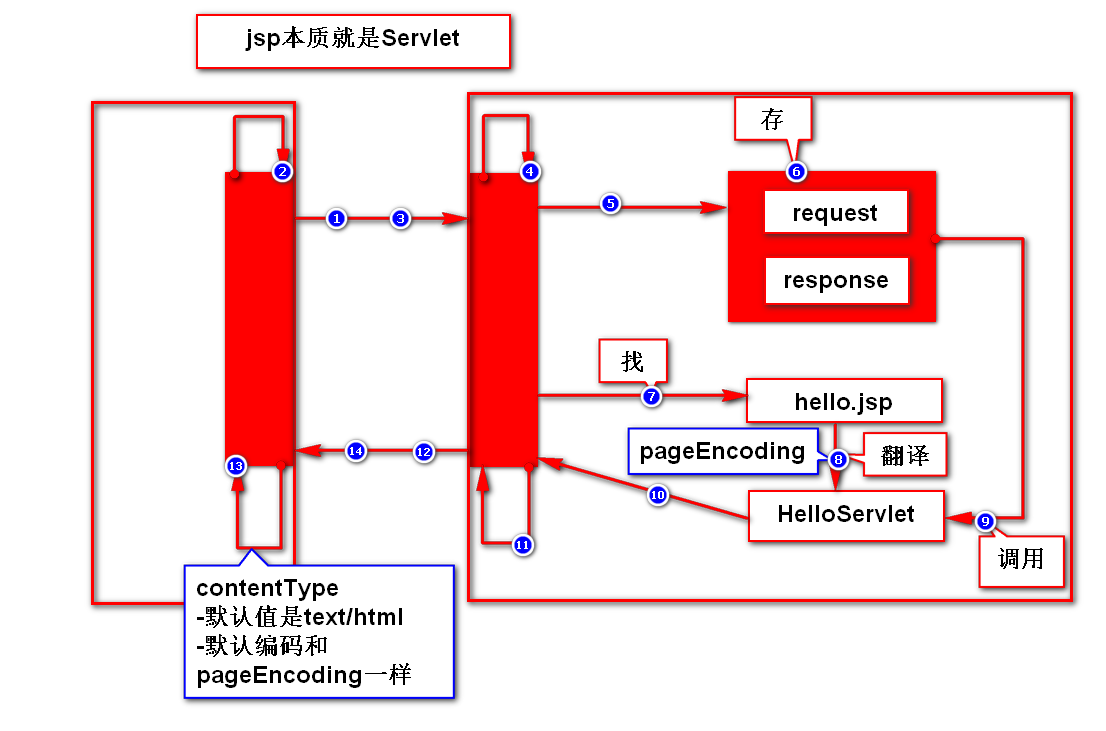 jsp本质就是Servlet
存
2
4
6
5
1
3
request
response
找
7
hello.jsp
pageEncoding
8
翻译
14
12
13
10
HelloServlet
9
11
调用
contentType
-默认值是text/html
-默认编码和
pageEncoding一样